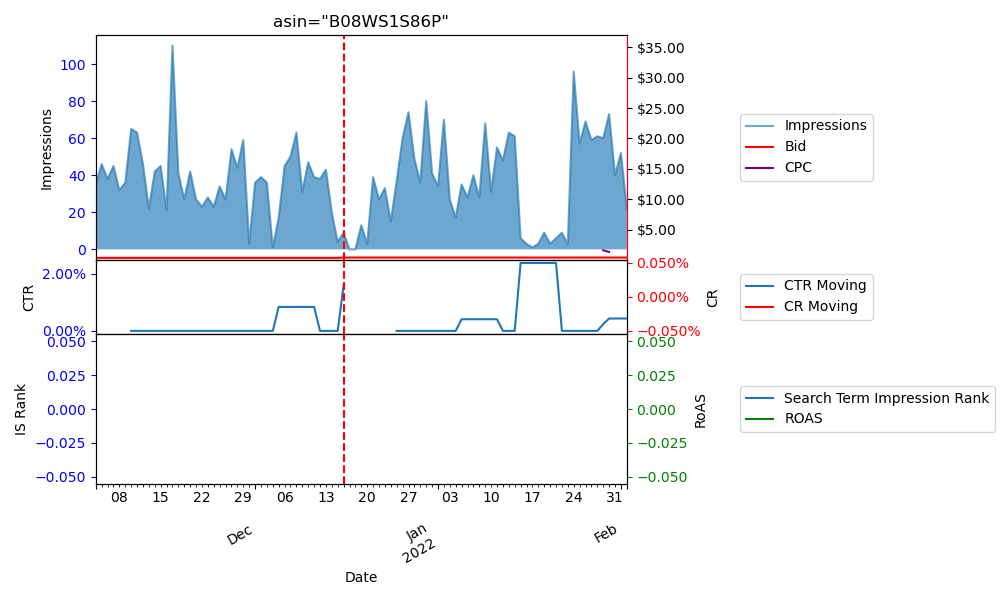 asin="B08WS1S86P"
Impressions
100
80
60
40
20
0
$35.00
$30.00
$25.00
$20.00
$15.00
$10.00
$5.00
Impressions
Bid
CPC
CTR
2.00%
0.00%
0.050%
0.000%
−0.050%
CR
CTR Moving
CR Moving
IS Rank
0.050
0.025
0.000
−0.025
−0.050
0.050
0.025
0.000
−0.025
−0.050
RoAS
Search Term Impression Rank
ROAS
08 15 22 29 06 13 20 27 03 10 17 24 31
Dec Jan Feb
2022
Date